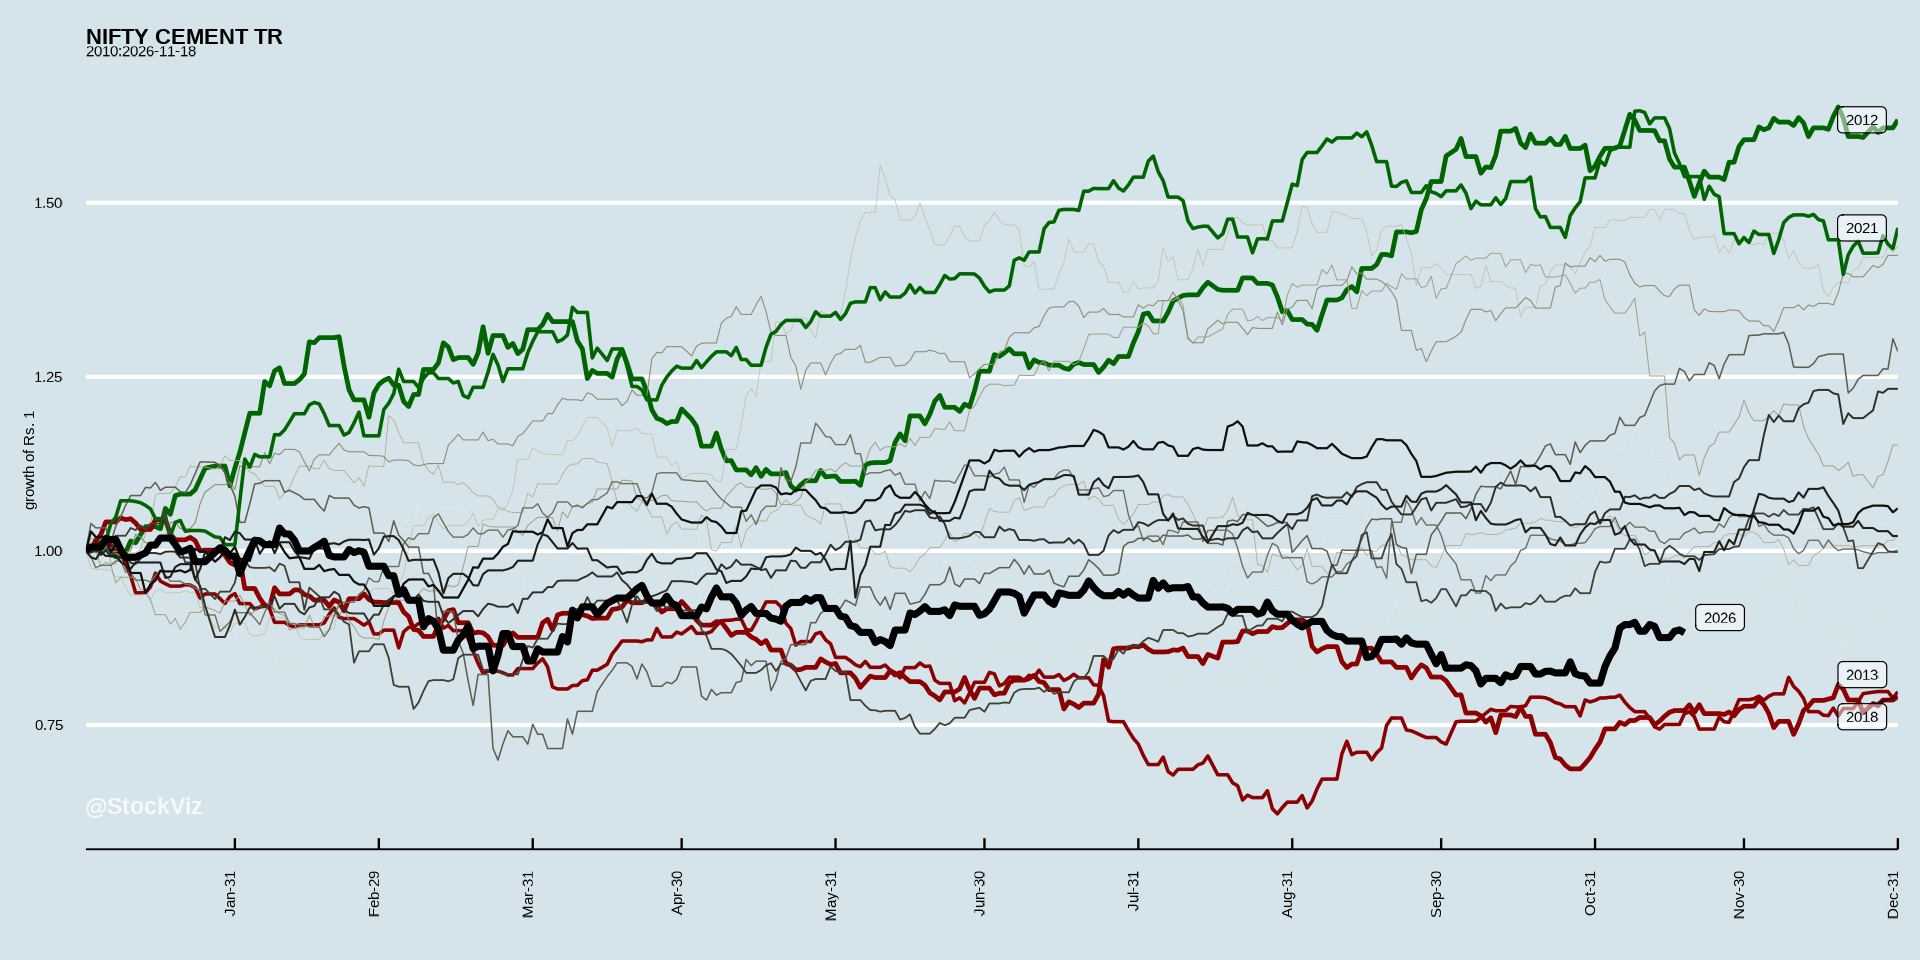 NIFTY CEMENT TR
2010:2026-11-18
growth of Rs. 1
1.50
1.25
1.00
0.75
2012
2021
2026
2013
2018
@StockViz
Jan-31
Feb-29
Mar-31
Apr-30
May-31
Jun-30
Jul-31
Aug-31
Sep-30
Oct-31
Nov-30
Dec-31